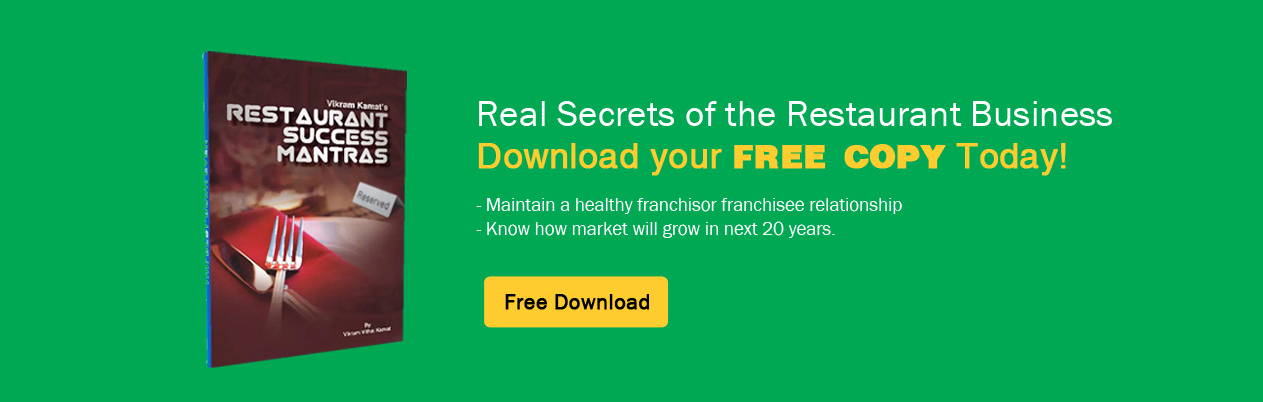 Vikram Kamat's
RESTAURANT
SUCCESS
MANTRAS
Reserved
By
Vikram Vithal Kamat
Real Secrets of the Restaurant Business
Download your FREE COPY Today!
- Maintain a healthy franchisor franchisee relationship
- Know how market will grow in next 20 years.
Free Download